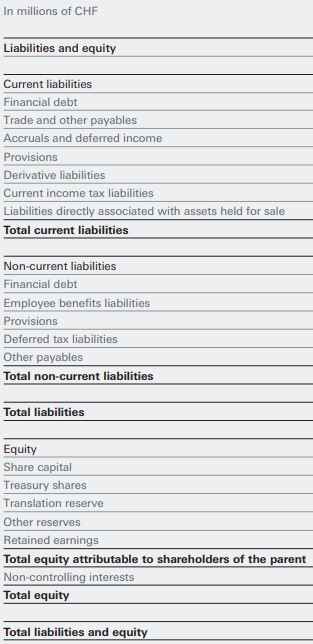 In millions of CHF
Liabilities and equity
Current liabilities
Financial debt
Trade and other payables
Accruals and deferred income
Provisions
Derivative liabilities
Current income tax liabilities
Liabilities directly associated with assets held for sale
Total current liabilities
Non-current liabilities
Financial debt
Employee benefits liabilities
Provisions
Deferred tax liabilities
Other payables
Total non-current liabilities
Total liabilities
Equity
Share capital
Treasury shares
Translation reserve
Other reserves
Retained earnings
Total equity attributable to shareholders of the parent
Non-controlling interests
Total equity
Total liabilities and equity